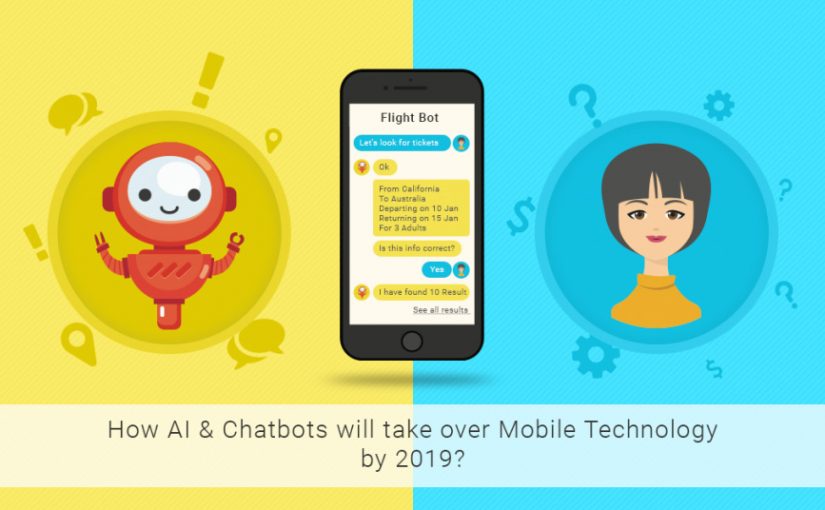 Flight Bot
Let's look for tickets
Ok
From California
To Australia
Departing on 10 Jan
Returning on 15 Jan
For 3 Adults
Is this info correct?
Yes
I have found 10 Result
See all results
How AI & Chatbots will take over Mobile Technology
by 2019?